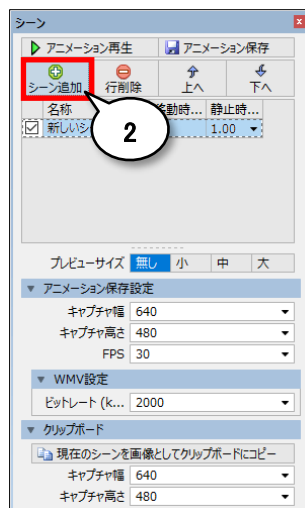 シーン
アニメーション再生 アニメーション保存
シーン追加 行削除 上へ 下へ
名称 動時... 静止時...
新しいシ 1.00
2
プレビューサイズ 無し 小 中 大
アニメーション保存設定
キャプチャ幅 640
キャプチャ高さ 480
FPS 30
WMV設定
ビットレート (k... 2000
クリップボード
現在のシーンを画像としてクリップボードにコピー
キャプチャ幅 640
キャプチャ高さ 480